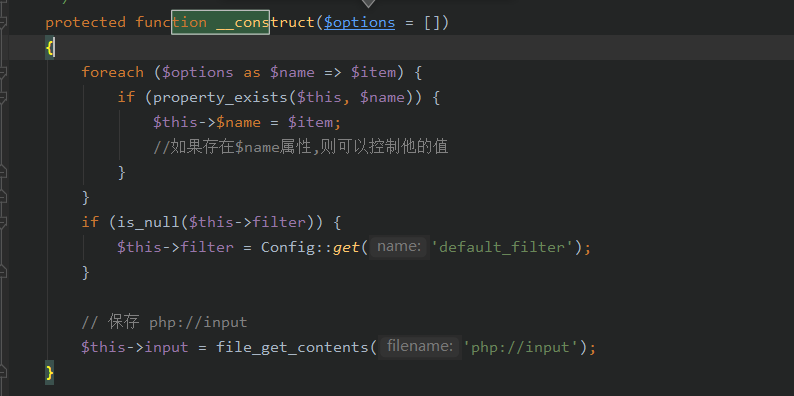 protected function __construct($options = [])
{
foreach ($options as $name => $item) {
if (property_exists($this, $name)) {
$this->$name = $item;
//如果存在$name属性,则可以控制他的值
}
}
if (is_null($this->filter)) {
$this->filter = Config::get( name: 'default_filter');
}
// 保存 php://input
$this->input = file_get_contents( filename: 'php://input');
}